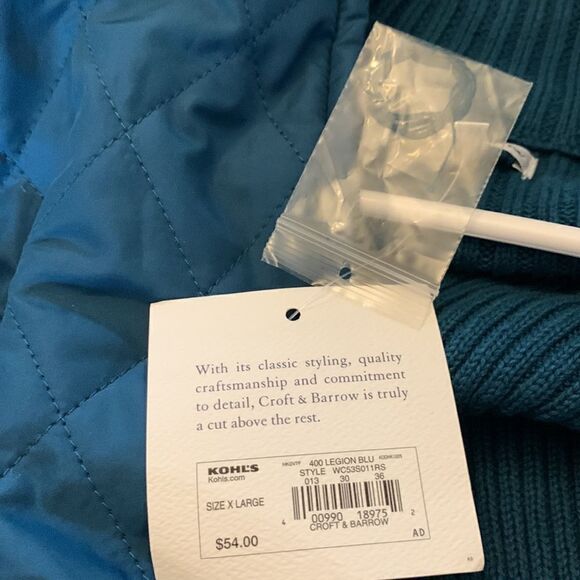 With its classic styling, quality
craftsmanship and commitment
to detail, Croft & Barrow is truly
a cut above the rest.
KOHL'S
Kohls.com
400 LEGION BLU
STYLE WC53S011RS
013 30 36
SIZE X LARGE
4 00990 18975 2
CROFT & BARROW
$54.00
AD